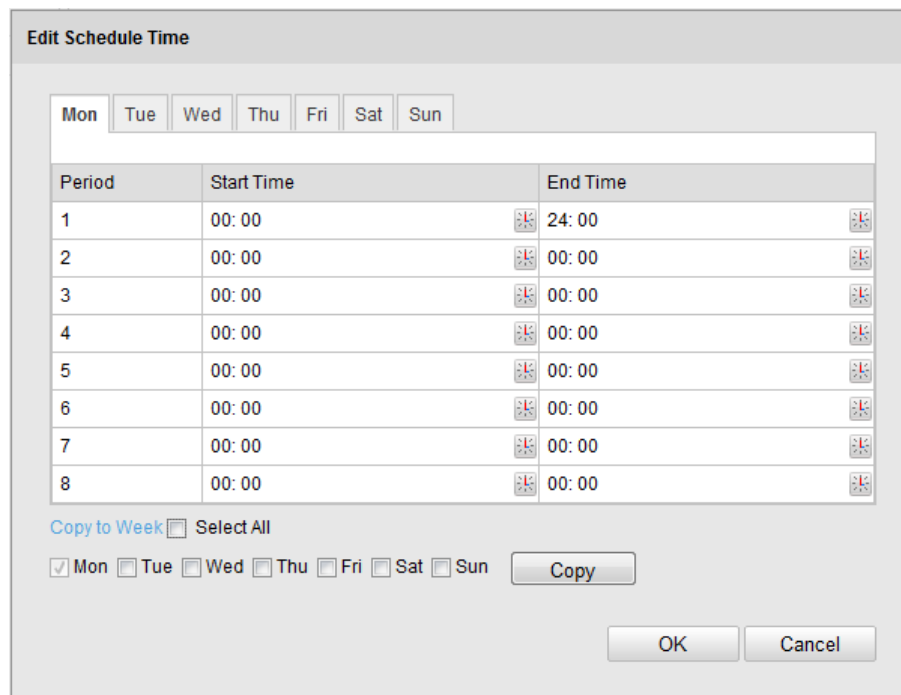 Edit Schedule Time
Mon Tue Wed Thu Fri Sat Sun
Period Start Time End Time
1 00: 00 24: 00
2 00: 00 00: 00
3 00: 00 00: 00
4 00: 00 00: 00
5 00: 00 00: 00
6 00: 00 00: 00
7 00: 00 00: 00
8 00: 00 00: 00
Copy to Week Select All
Mon Tue Wed Thu Fri Sat Sun Copy
OK Cancel